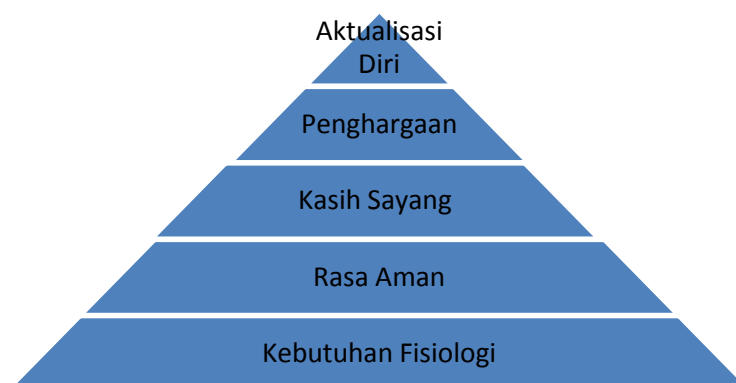 Aktualisasi
Diri
Penghargaan
Kasih Sayang
Rasa Aman
Kebutuhan Fisiologi